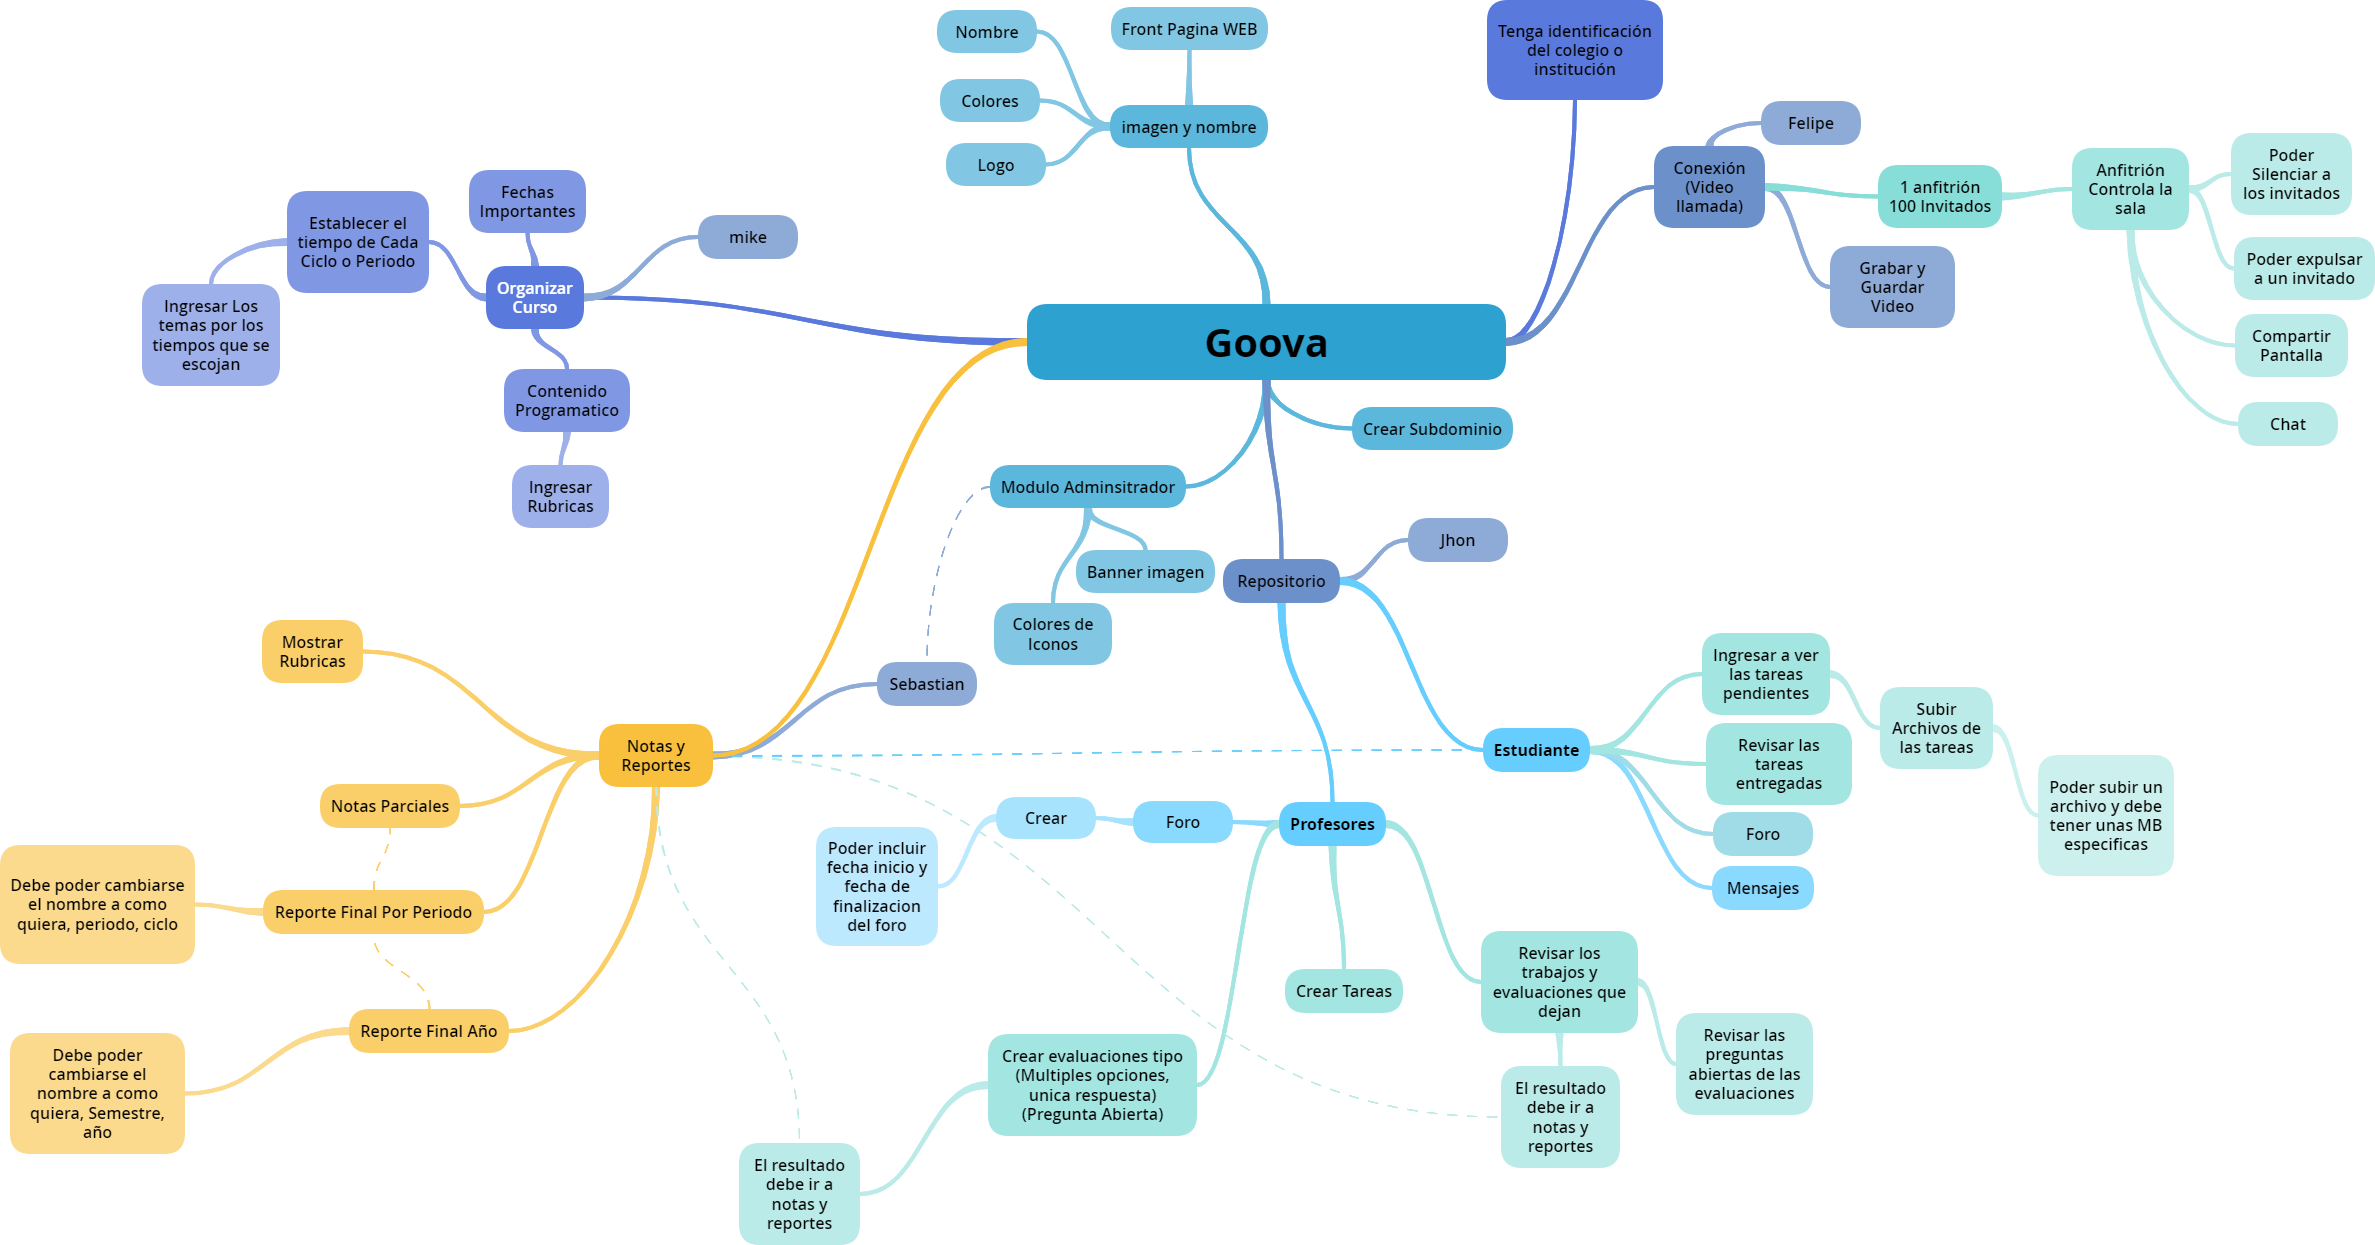 Nombre
Front Pagina WEB
Colores
imagen y nombre
Logo
Tenga identificación
del colegio o
institución
Felipe
Conexión
(Video
llamada)
1 anfitrión
100 Invitados
Anfitrión
Controla la
sala
Poder
Silenciar a
los invitados
Poder expulsar
a un invitado
Compartir
Pantalla
Chat
Grabar y
Guardar
Video
Fechas
Importantes
Establecer el
tiempo de Cada
Ciclo o Periodo
mike
Organizar
Curso
Ingresar Los
temas por los
tiempos que se
escojan
Contenido
Programatico
Ingresar
Rubricas
Goova
Crear Subdominio
Modulo Adminsitrador
Banner imagen
Colores de
Iconos
Jhon
Repositorio
Sebastian
Mostrar
Rubricas
Notas y
Reportes
Notas Parciales
Debe poder cambiarse
el nombre a como
quiera, periodo, ciclo
Reporte Final Por Periodo
Reporte Final Año
Debe poder
cambiarse el
nombre a como
quiera, Semestre,
año
Estudiante
Ingresar a ver
las tareas
pendientes
Subir
Archivos de
las tareas
Poder subir un
archivo y debe
tener unas MB
especificas
Revisar las
tareas
entregadas
Foro
Mensajes
Profesores
Foro
Crear
Poder incluir
fecha inicio y
fecha de
finalizacion
del foro
Crear Tareas
Revisar los
trabajos y
evaluaciones que
dejan
Revisar las
preguntas
abiertas de las
evaluaciones
El resultado
debe ir a
notas y
reportes
Crear evaluaciones tipo
(Multiples opciones,
unica respuesta)
(Pregunta Abierta)
El resultado
debe ir a
notas y
reportes